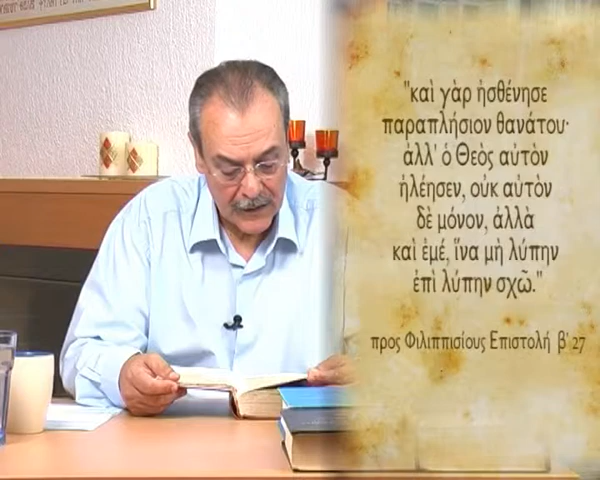 "καὶ γὰρ ἠσθένησε
παραπλήσιον θανάτου·
ἀλλ' ὁ Θεὸς αὐτὸν
ἠλέησεν, οὐκ αὐτὸν
δὲ μόνον, ἀλλὰ
καὶ ἐμέ, ἵνα μὴ λύπην
ἐπὶ λύπην σχῶ."
προς Φιλιππισίους Επιστολή β' 27